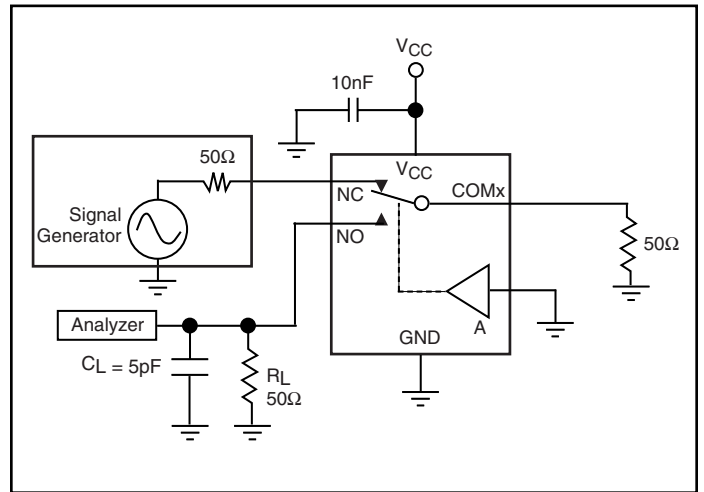 VCC
10nF
50Ω
VCC
NC
COMx
Signal
Generator
NO
50Ω
Analyzer
A
GND
CL = 5pF
RL
50Ω